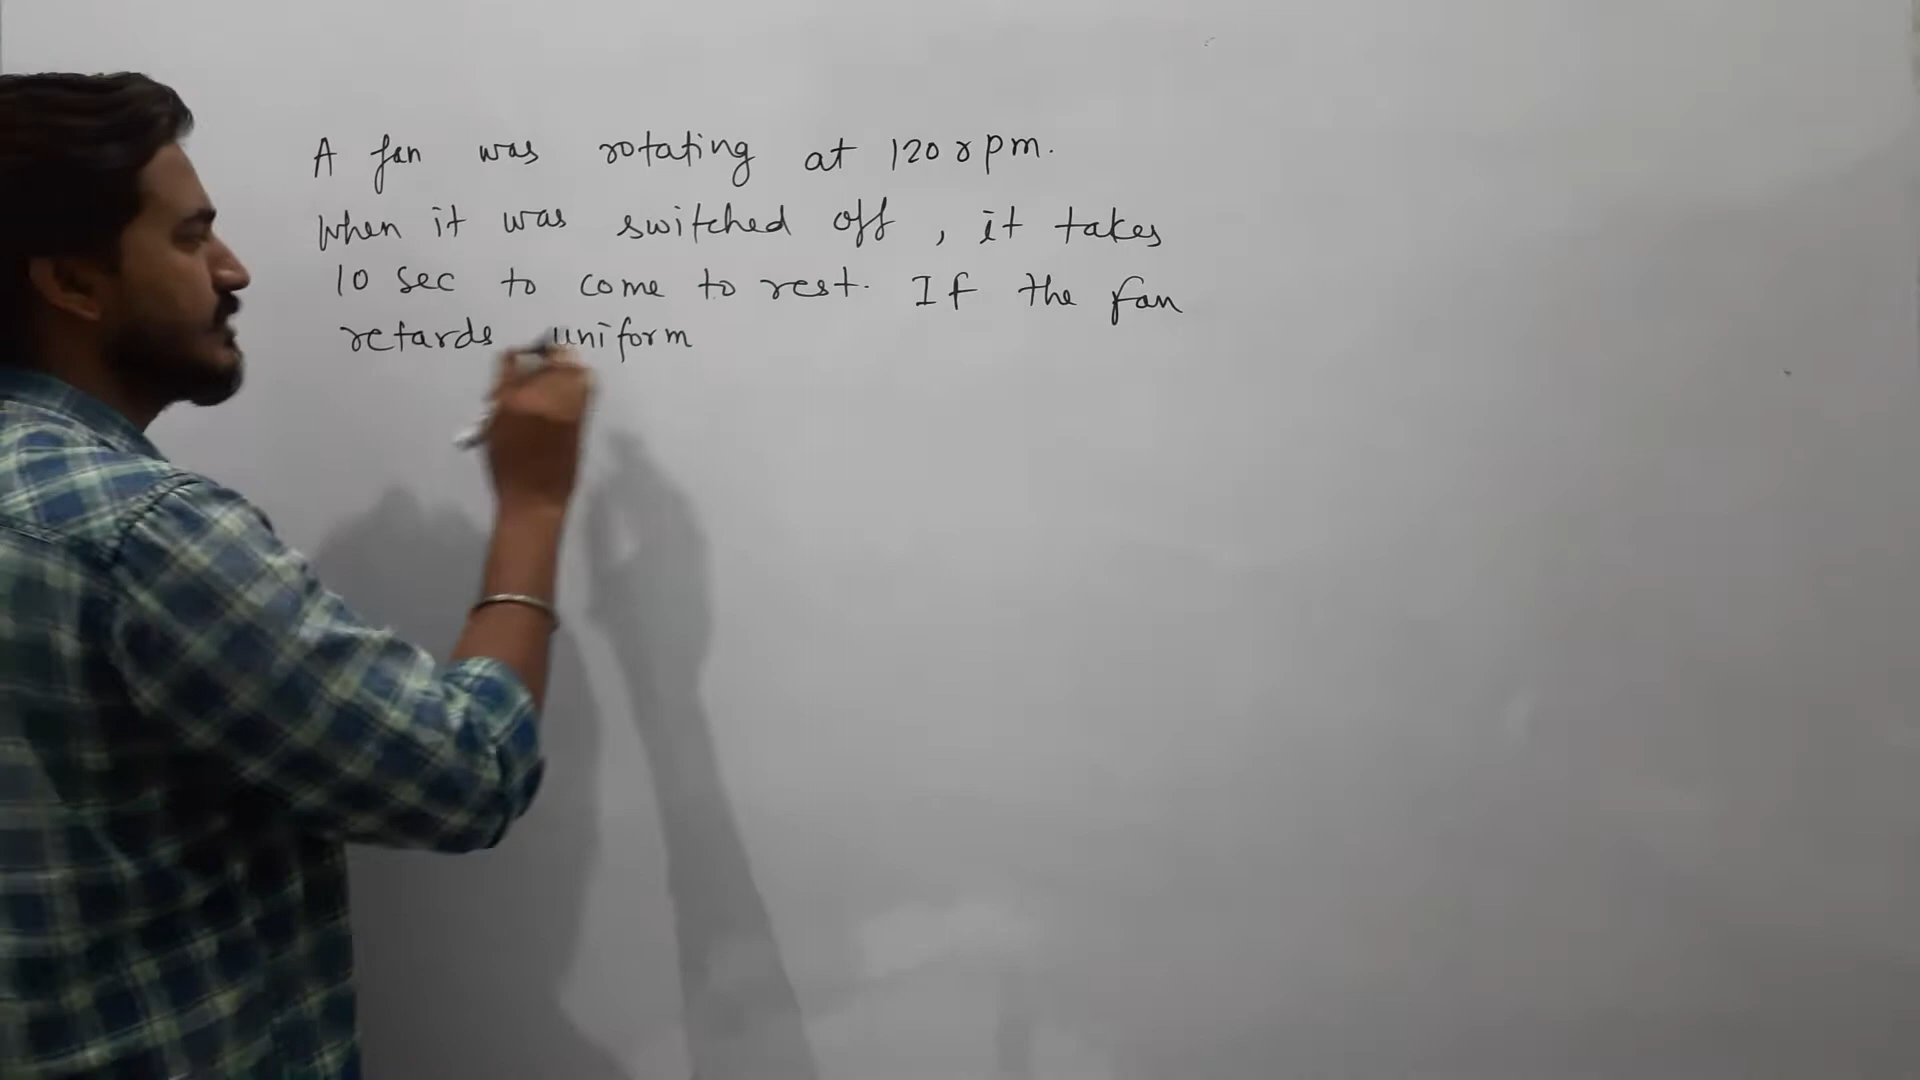 A fan was rotating at 120 rpm.
When it was switched off, it takes
10 sec to come to rest. If the fan
retards uniform